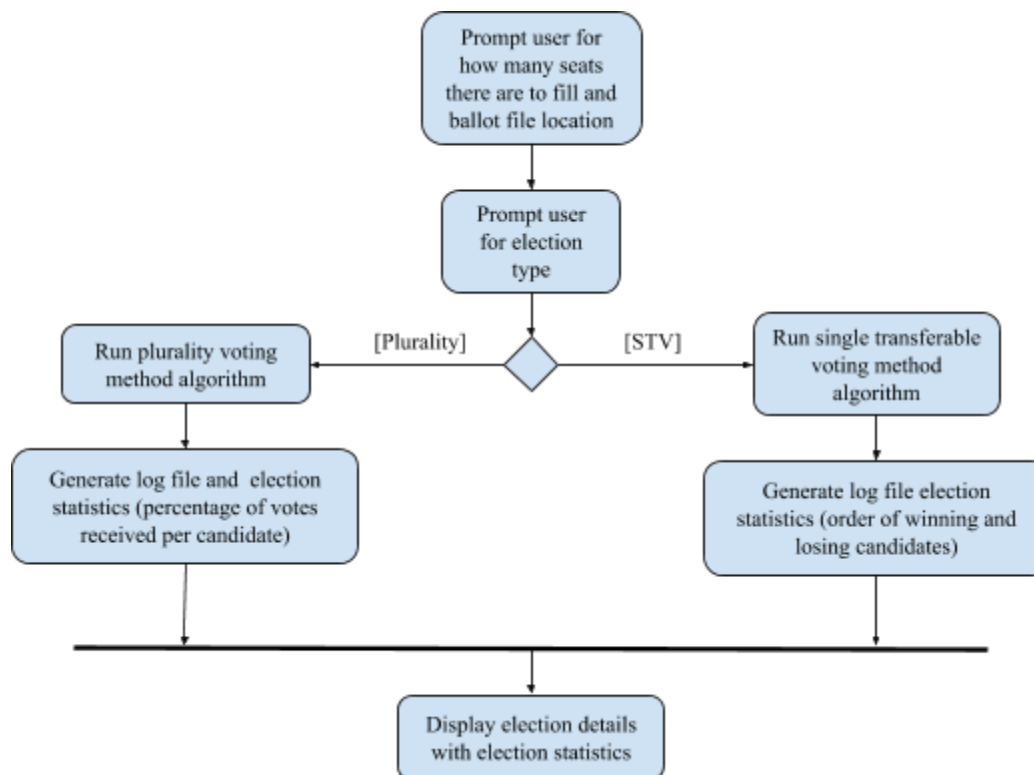 Prompt user for
how many seats
there are to fill and
ballot file location
Prompt user
for election
type
[Plurality]
[STV]
Run plurality voting
method algorithm
Run single transferable
voting method
algorithm
Generate log file and election
statistics (percentage of votes
received per candidate)
Generate log file election
statistics (order of winning and
losing candidates)
Display election details
with election statistics